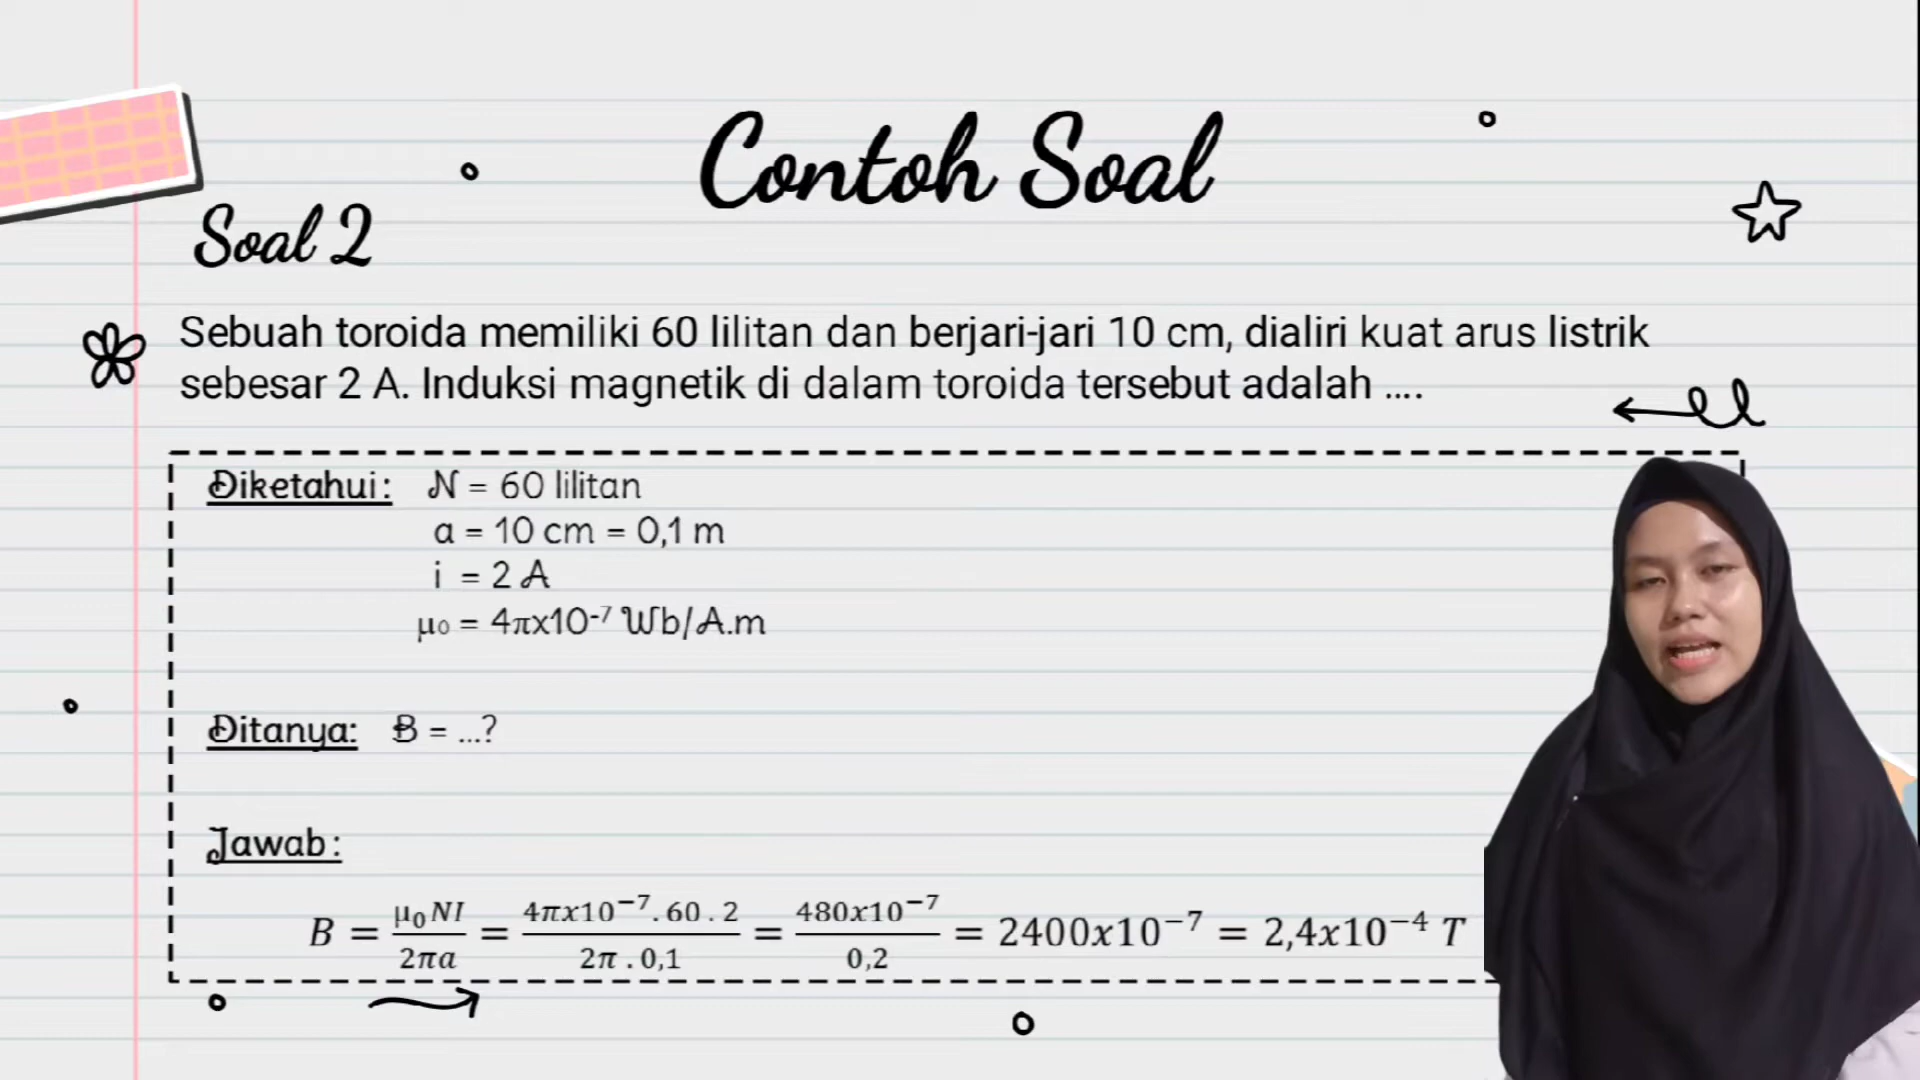 Contoh Soal
Soal 2
Sebuah toroida memiliki 60 lilitan dan berjari-jari 10 cm, dialiri kuat arus listrik
sebesar 2 A. Induksi magnetik di dalam toroida tersebut adalah ....
Diketahui: N = 60 lilitan
a = 10 cm = 0,1 m
i = 2 A
μ₀ = 4πx10⁻⁷ Wb/A.m
Ditanya: B = ...?
Jawab:
B = μ₀NI/2πa = 4πx10⁻⁷.60.2/2π.0,1 = 480x10⁻⁷/0,2 = 2400x10⁻⁷ = 2,4x10⁻⁴ T